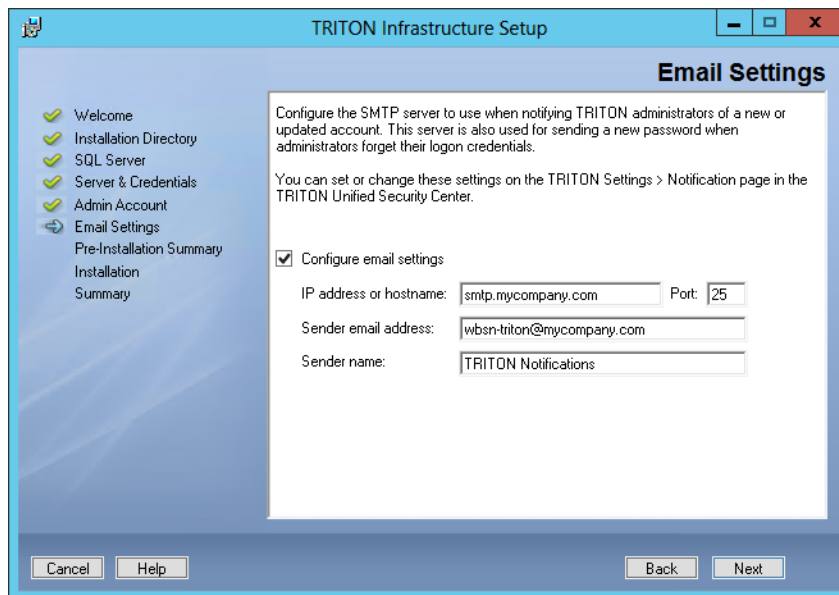 TRITON Infrastructure Setup
Email Settings
Welcome
Installation Directory
SQL Server
Server & Credentials
Admin Account
Email Settings
Pre-Installation Summary
Installation
Summary
Configure the SMTP server to use when notifying TRITON administrators of a new or
updated account. This server is also used for sending a new password when
administrators forget their logon credentials.
You can set or change these settings on the TRITON Settings > Notification page in the
TRITON Unified Security Center.
Configure email settings
IP address or hostname: smtp.mycompany.com Port: 25
Sender email address: wbsn-triton@mycompany.com
Sender name: TRITON Notifications
Cancel Help Back Next